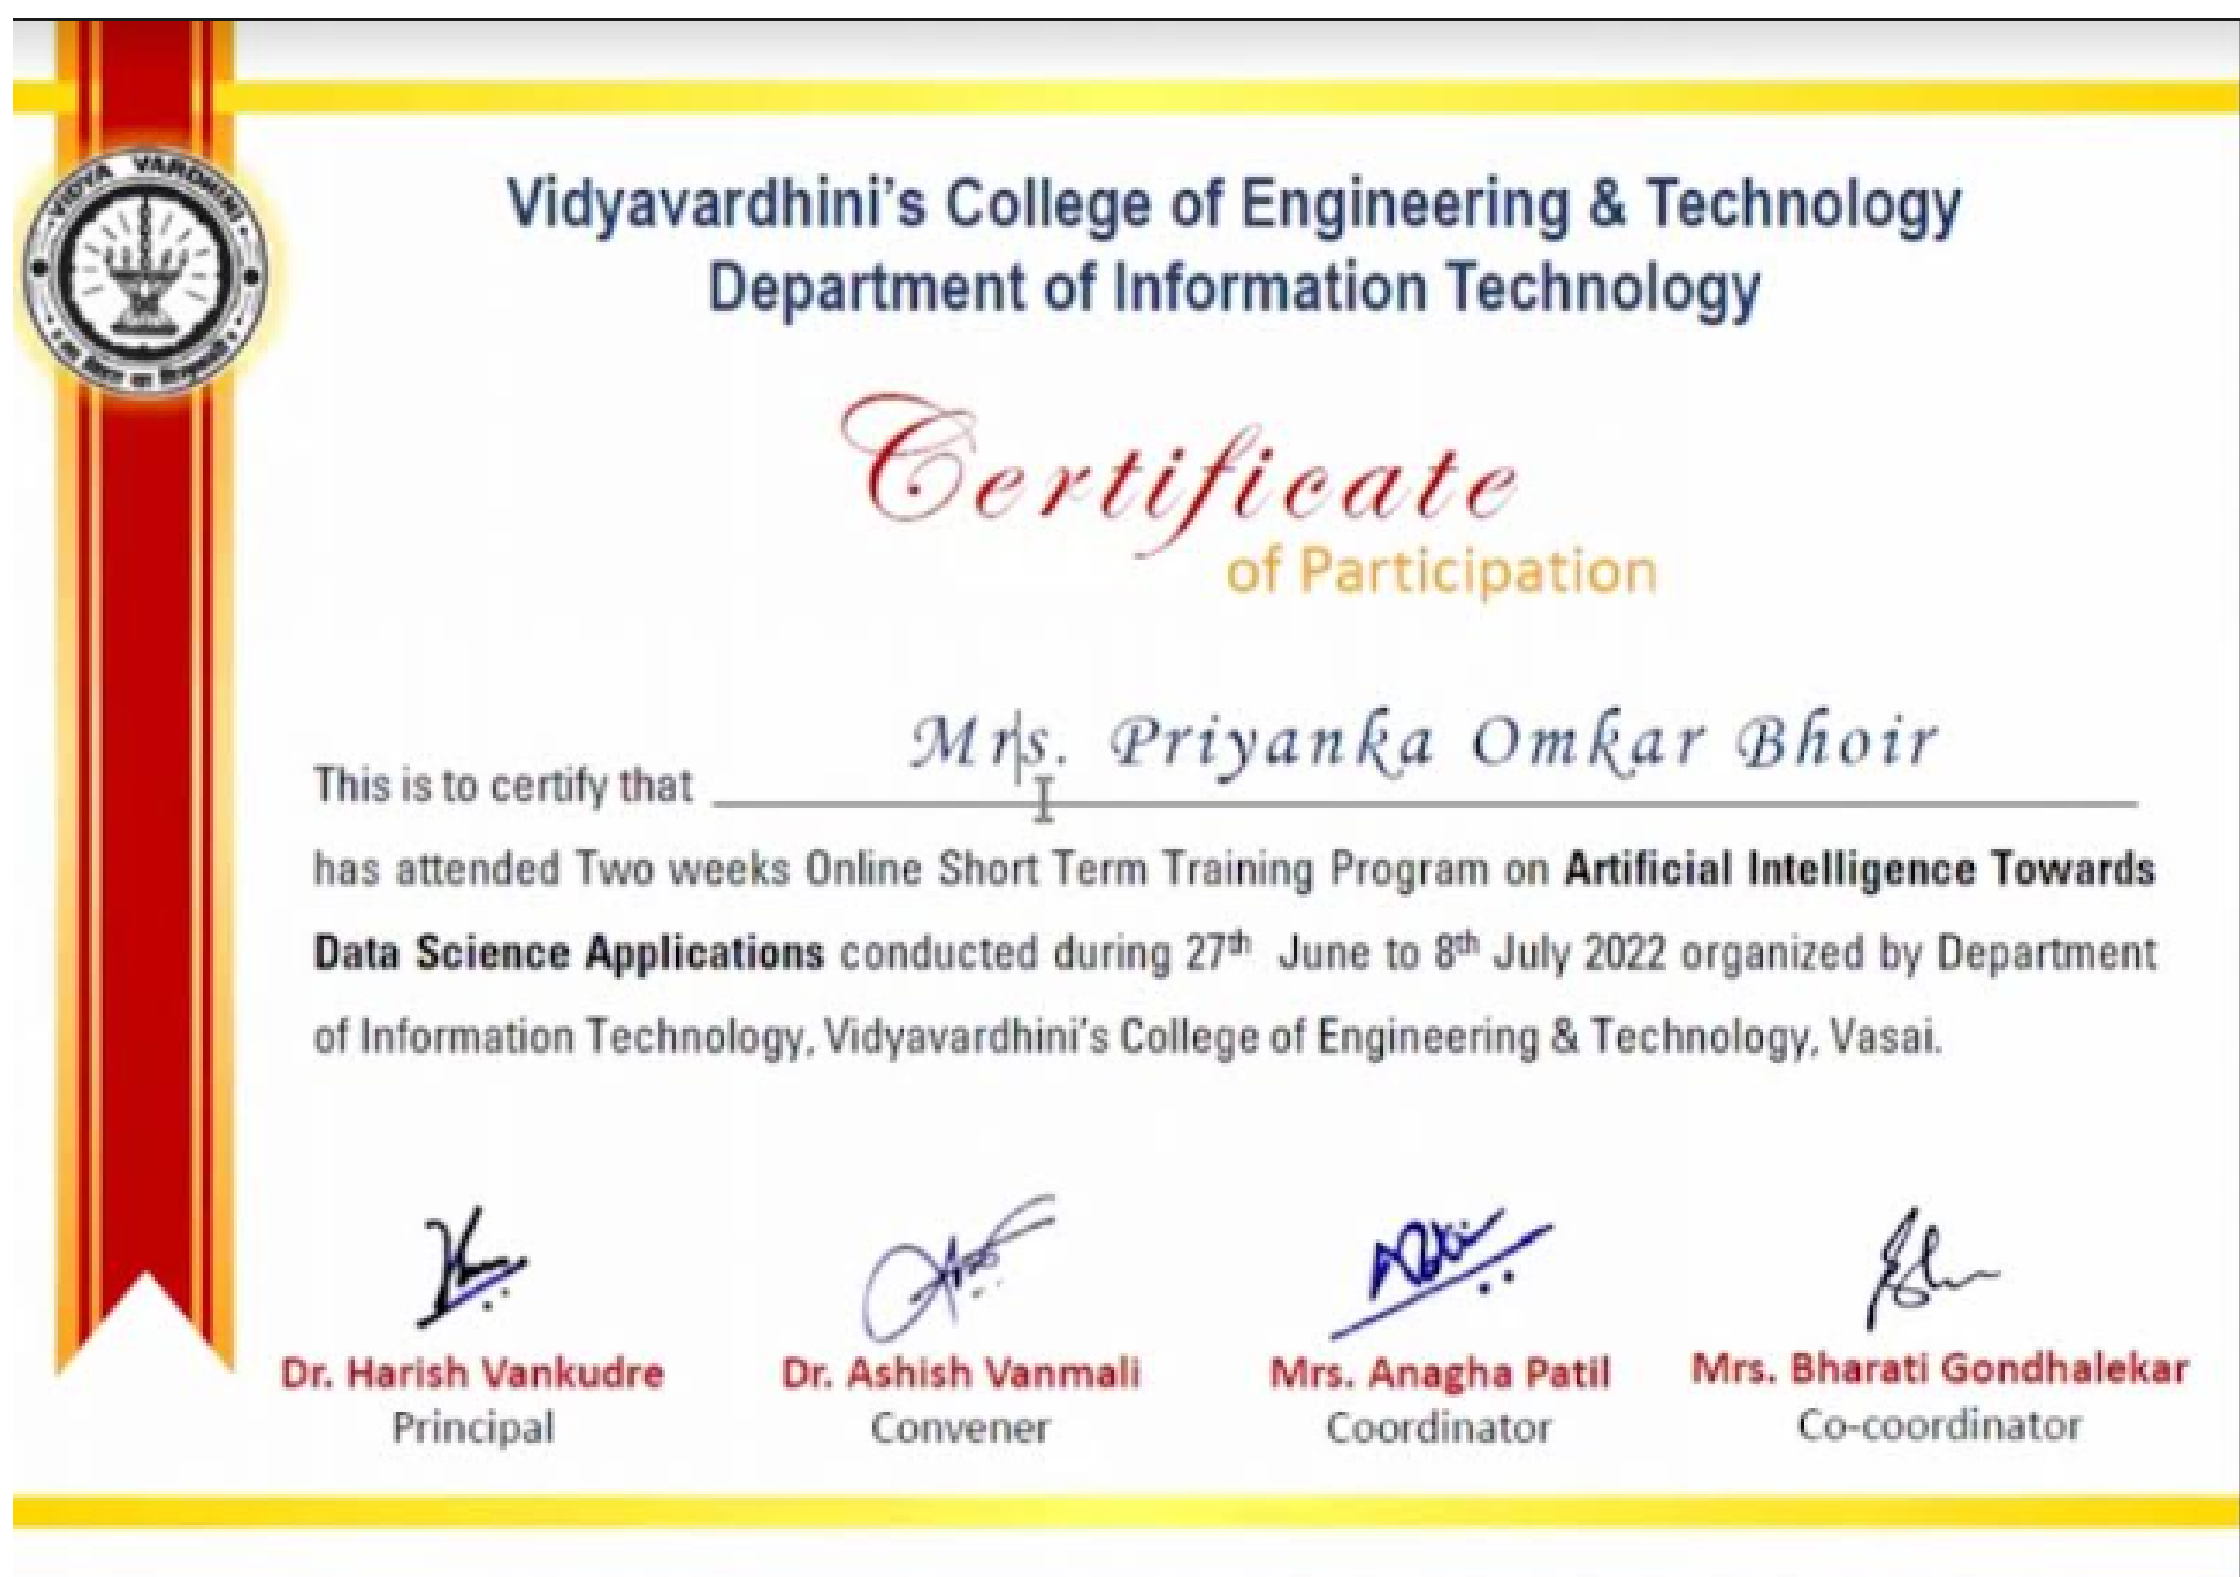 VIDYA VARDHINI
Vidyavardhini's College of Engineering & Technology
Department of Information Technology
Certificate
of Participation
Mrs. Priyanka Omkar Bhoir
This is to certify that
has attended Two weeks Online Short Term Training Program on Artificial Intelligence Towards
Data Science Applications conducted during 27th June to 8th July 2022 organized by Department
of Information Technology, Vidyavardhini's College of Engineering & Technology, Vasai.
Dr. Harish Vankudre
Principal
Dr. Ashish Vanmali
Convener
Mrs. Anagha Patil
Coordinator
Mrs. Bharati Gondhalekar
Co-coordinator